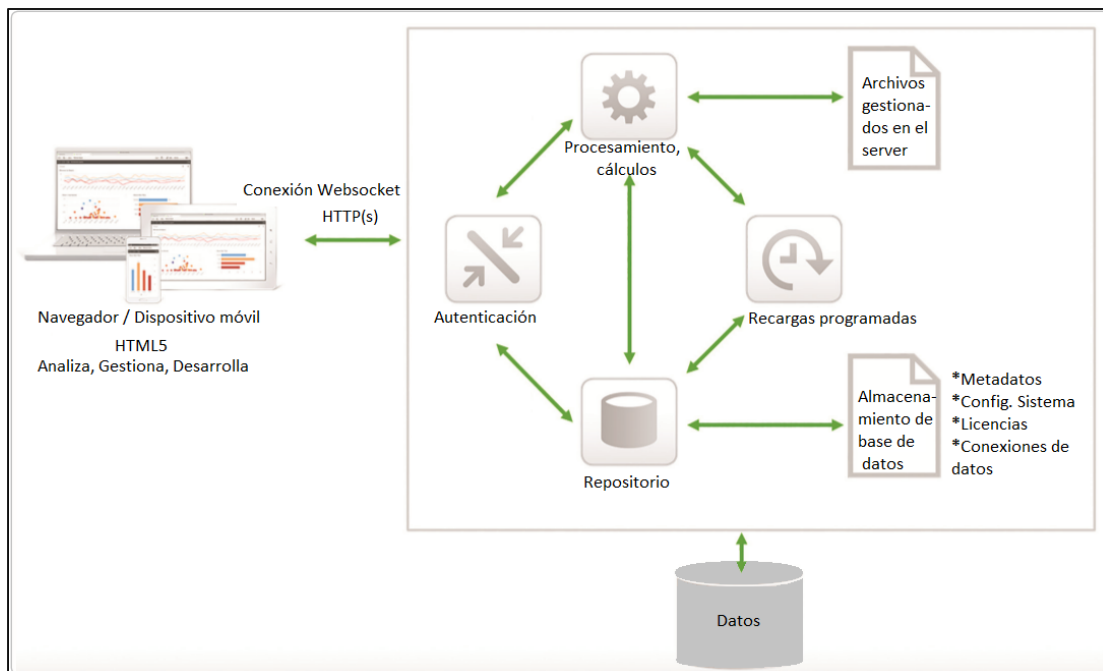 Procesamiento,
cálculos
Archivos
gestiona-
dos en el
server
Conexión Websocket
HTTP(s)
Navegador / Dispositivo móvil
HTML5
Analiza, Gestiona, Desarrolla
Autenticación
Recargas programadas
Repositorio
Almacena-
miento de
base de
datos
*Metadatos
*Config. Sistema
*Licencias
*Conexiones de
datos
Datos